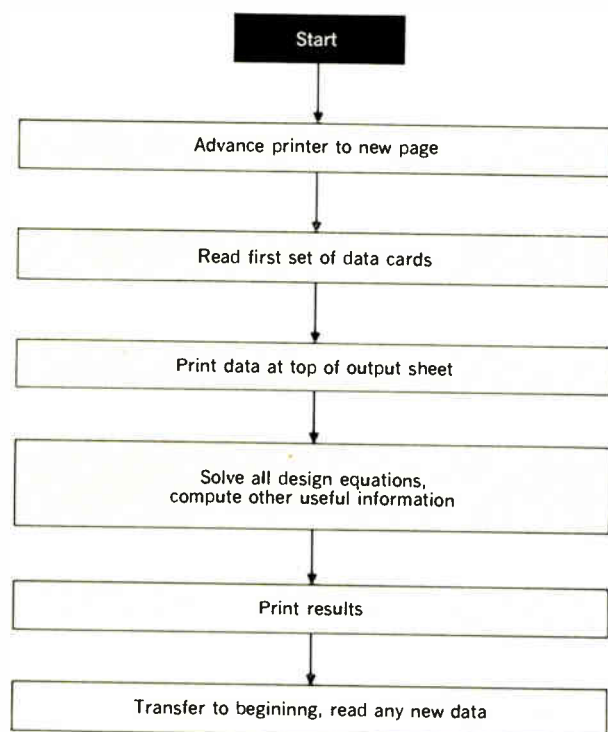 Start
Advance printer to new page
Read first set of data cards
Print data at top of output sheet
Solve all design equations,
compute other useful information
Print results
Transfer to begininng, read any new data